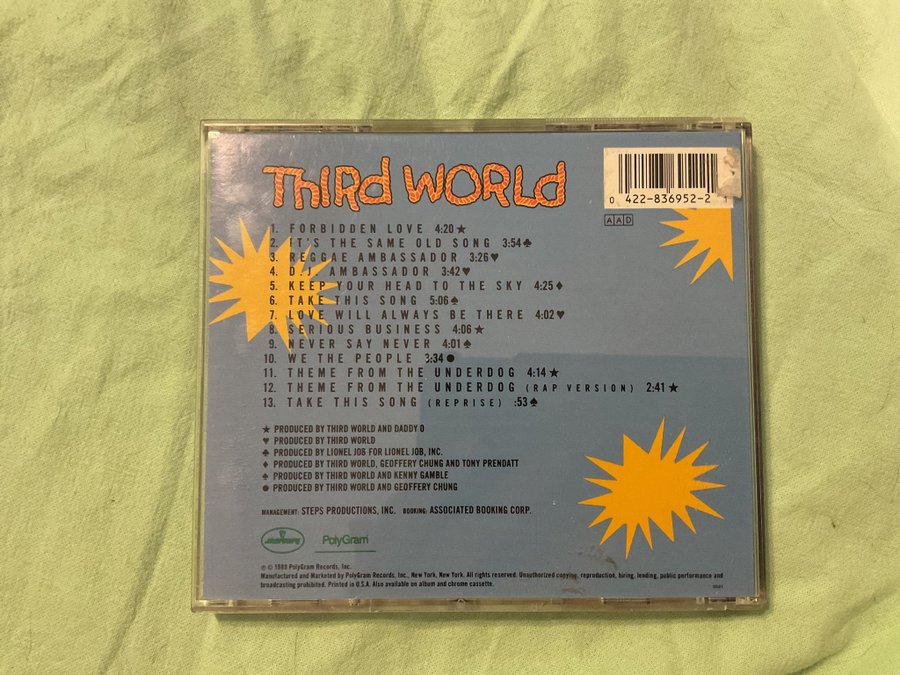 ThIRd WORLd
0 422-836952-2 1
AAD
1. FORBIDDEN LOVE 4:20 ★
2. IT'S THE SAME OLD SONG 3:54 ♣
3. REGGAE AMBASSADOR 3:26 ♥
4. D.J. AMBASSADOR 3:42 ♥
5. KEEP YOUR HEAD TO THE SKY 4:25 ♦
6. TAKE THIS SONG 5:06 ♠
7. LOVE WILL ALWAYS BE THERE 4:02 ♥
8. SERIOUS BUSINESS 4:06 ★
9. NEVER SAY NEVER 4:01 ♠
10. WE THE PEOPLE 3:34 ●
11. THEME FROM THE UNDERDOG 4:14 ★
12. THEME FROM THE UNDERDOG (RAP VERSION) 2:41 ★
13. TAKE THIS SONG (REPRISE) :53 ♠
★ PRODUCED BY THIRD WORLD AND DADDY O
♥ PRODUCED BY THIRD WORLD
♣ PRODUCED BY LIONEL JOB FOR LIONEL JOB, INC.
♦ PRODUCED BY THIRD WORLD, GEOFFERY CHUNG AND TONY PRENDATT
♠ PRODUCED BY THIRD WORLD AND KENNY GAMBLE
● PRODUCED BY THIRD WORLD AND GEOFFERY CHUNG
MANAGEMENT: STEPS PRODUCTIONS, INC. BOOKING: ASSOCIATED BOOKING CORP.
mercury PolyGram
℗ © 1989 PolyGram Records, Inc.
Manufactured and Marketed by PolyGram Records, Inc., New York, New York. All rights reserved. Unauthorized copying, reproduction, hiring, lending, public performance and
broadcasting prohibited. Printed in U.S.A. Also available on album and chrome cassette.